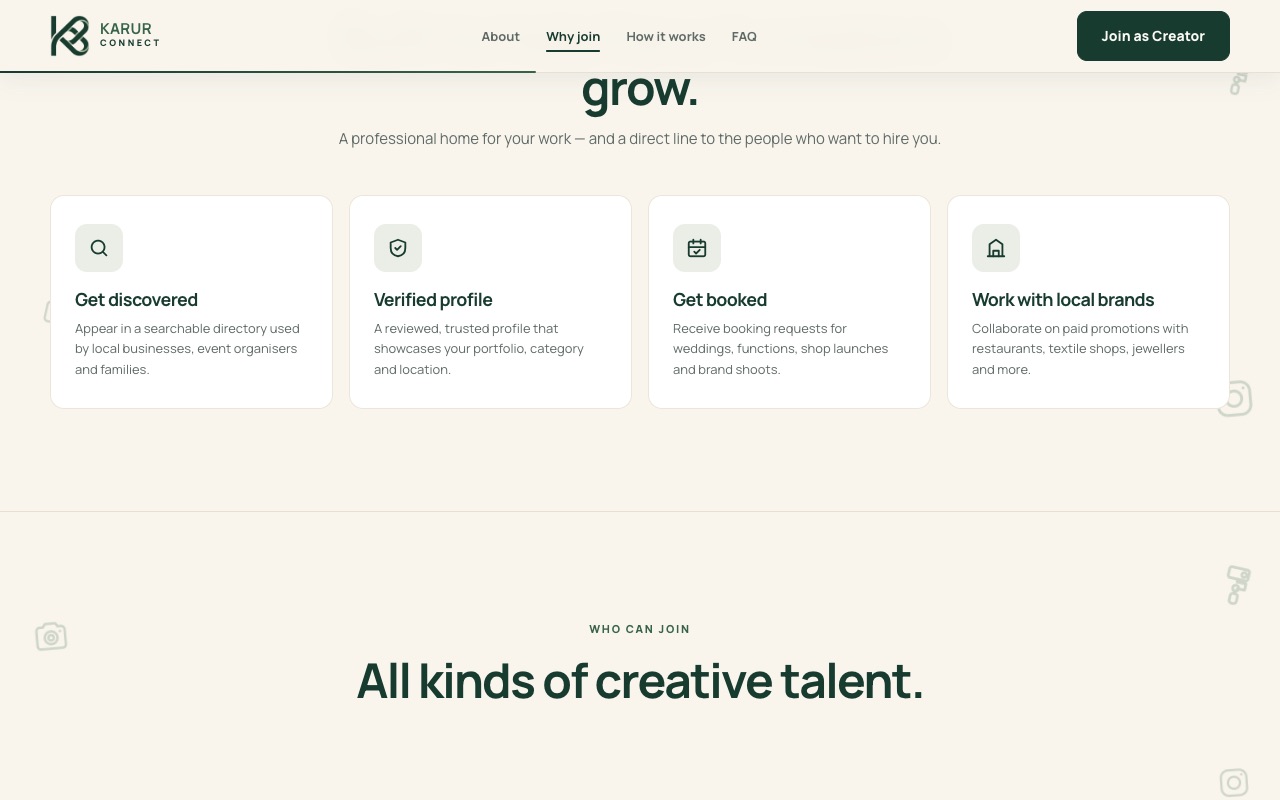 KARUR
CONNECT
About
Why join
How it works
FAQ
Join as Creator
grow.
A professional home for your work — and a direct line to the people who want to hire you.
Get discovered
Appear in a searchable directory used
by local businesses, event organisers
and families.
Verified profile
A reviewed, trusted profile that
showcases your portfolio, category
and location.
Get booked
Receive booking requests for
weddings, functions, shop launches
and brand shoots.
Work with local brands
Collaborate on paid promotions with
restaurants, textile shops, jewellers
and more.
WHO CAN JOIN
All kinds of creative talent.